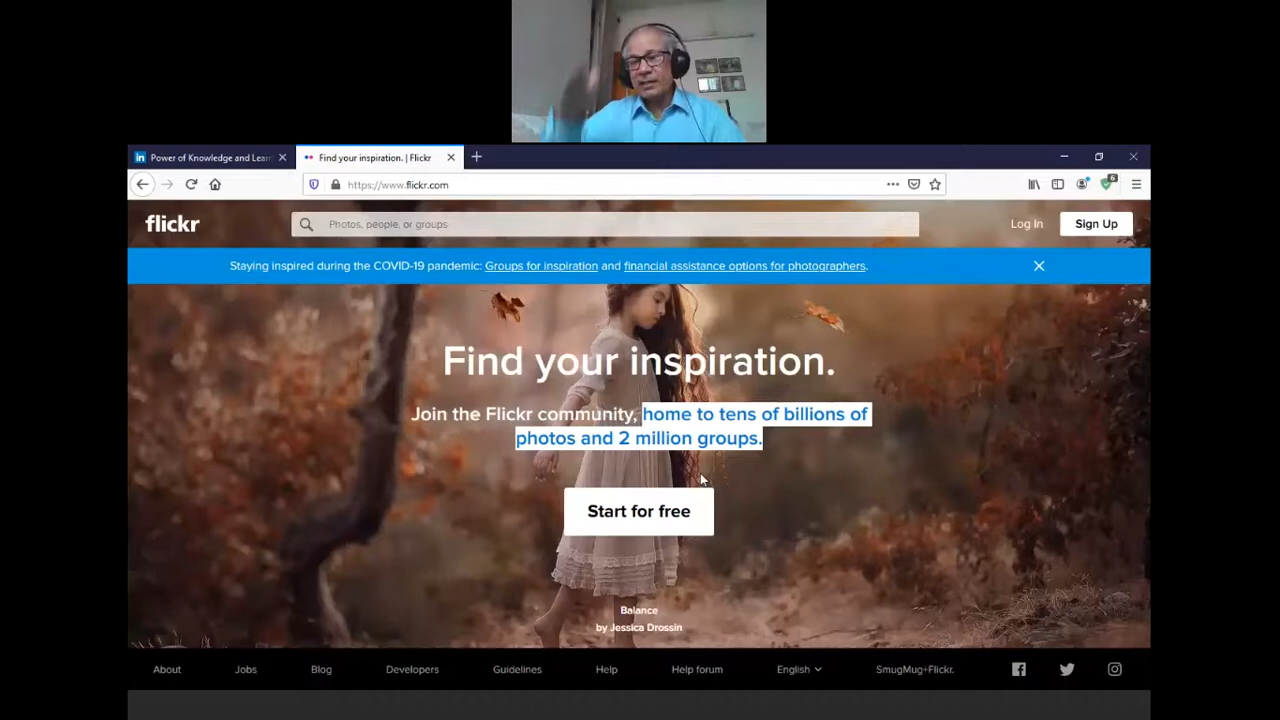 in Power of Knowledge and Lear
Find your inspiration. | Flickr
https://www.flickr.com
6
flickr
Photos, people, or groups
Log In
Sign Up
Staying inspired during the COVID-19 pandemic: Groups for inspiration and financial assistance options for photographers.
Find your inspiration.
Join the Flickr community, home to tens of billions of
photos and 2 million groups.
Start for free
Balance
by Jessica Drossin
About
Jobs
Blog
Developers
Guidelines
Help
Help forum
English
SmugMug+Flickr.